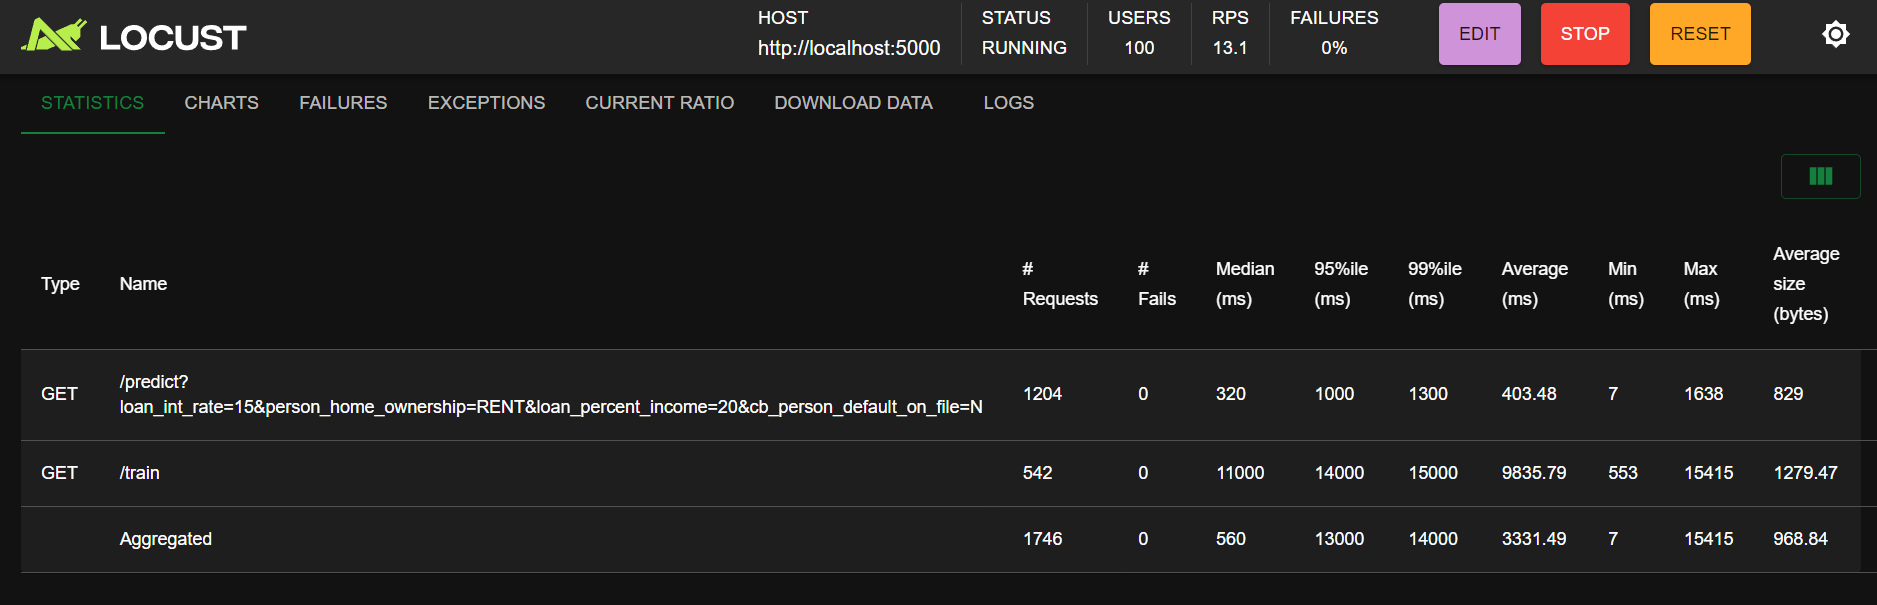 LOCUST
HOST
http://localhost:5000
STATUS
RUNNING
USERS
100
RPS
13.1
FAILURES
0%
EDIT
STOP
RESET
STATISTICS CHARTS FAILURES EXCEPTIONS CURRENT RATIO DOWNLOAD DATA LOGS
Type Name # Requests # Fails Median (ms) 95%ile (ms) 99%ile (ms) Average (ms) Min (ms) Max (ms) Average size (bytes)
GET /predict?
loan_int_rate=15&person_home_ownership=RENT&loan_percent_income=20&cb_person_default_on_file=N 1204 0 320 1000 1300 403.48 7 1638 829
GET /train 542 0 11000 14000 15000 9835.79 553 15415 1279.47
Aggregated 1746 0 560 13000 14000 3331.49 7 15415 968.84